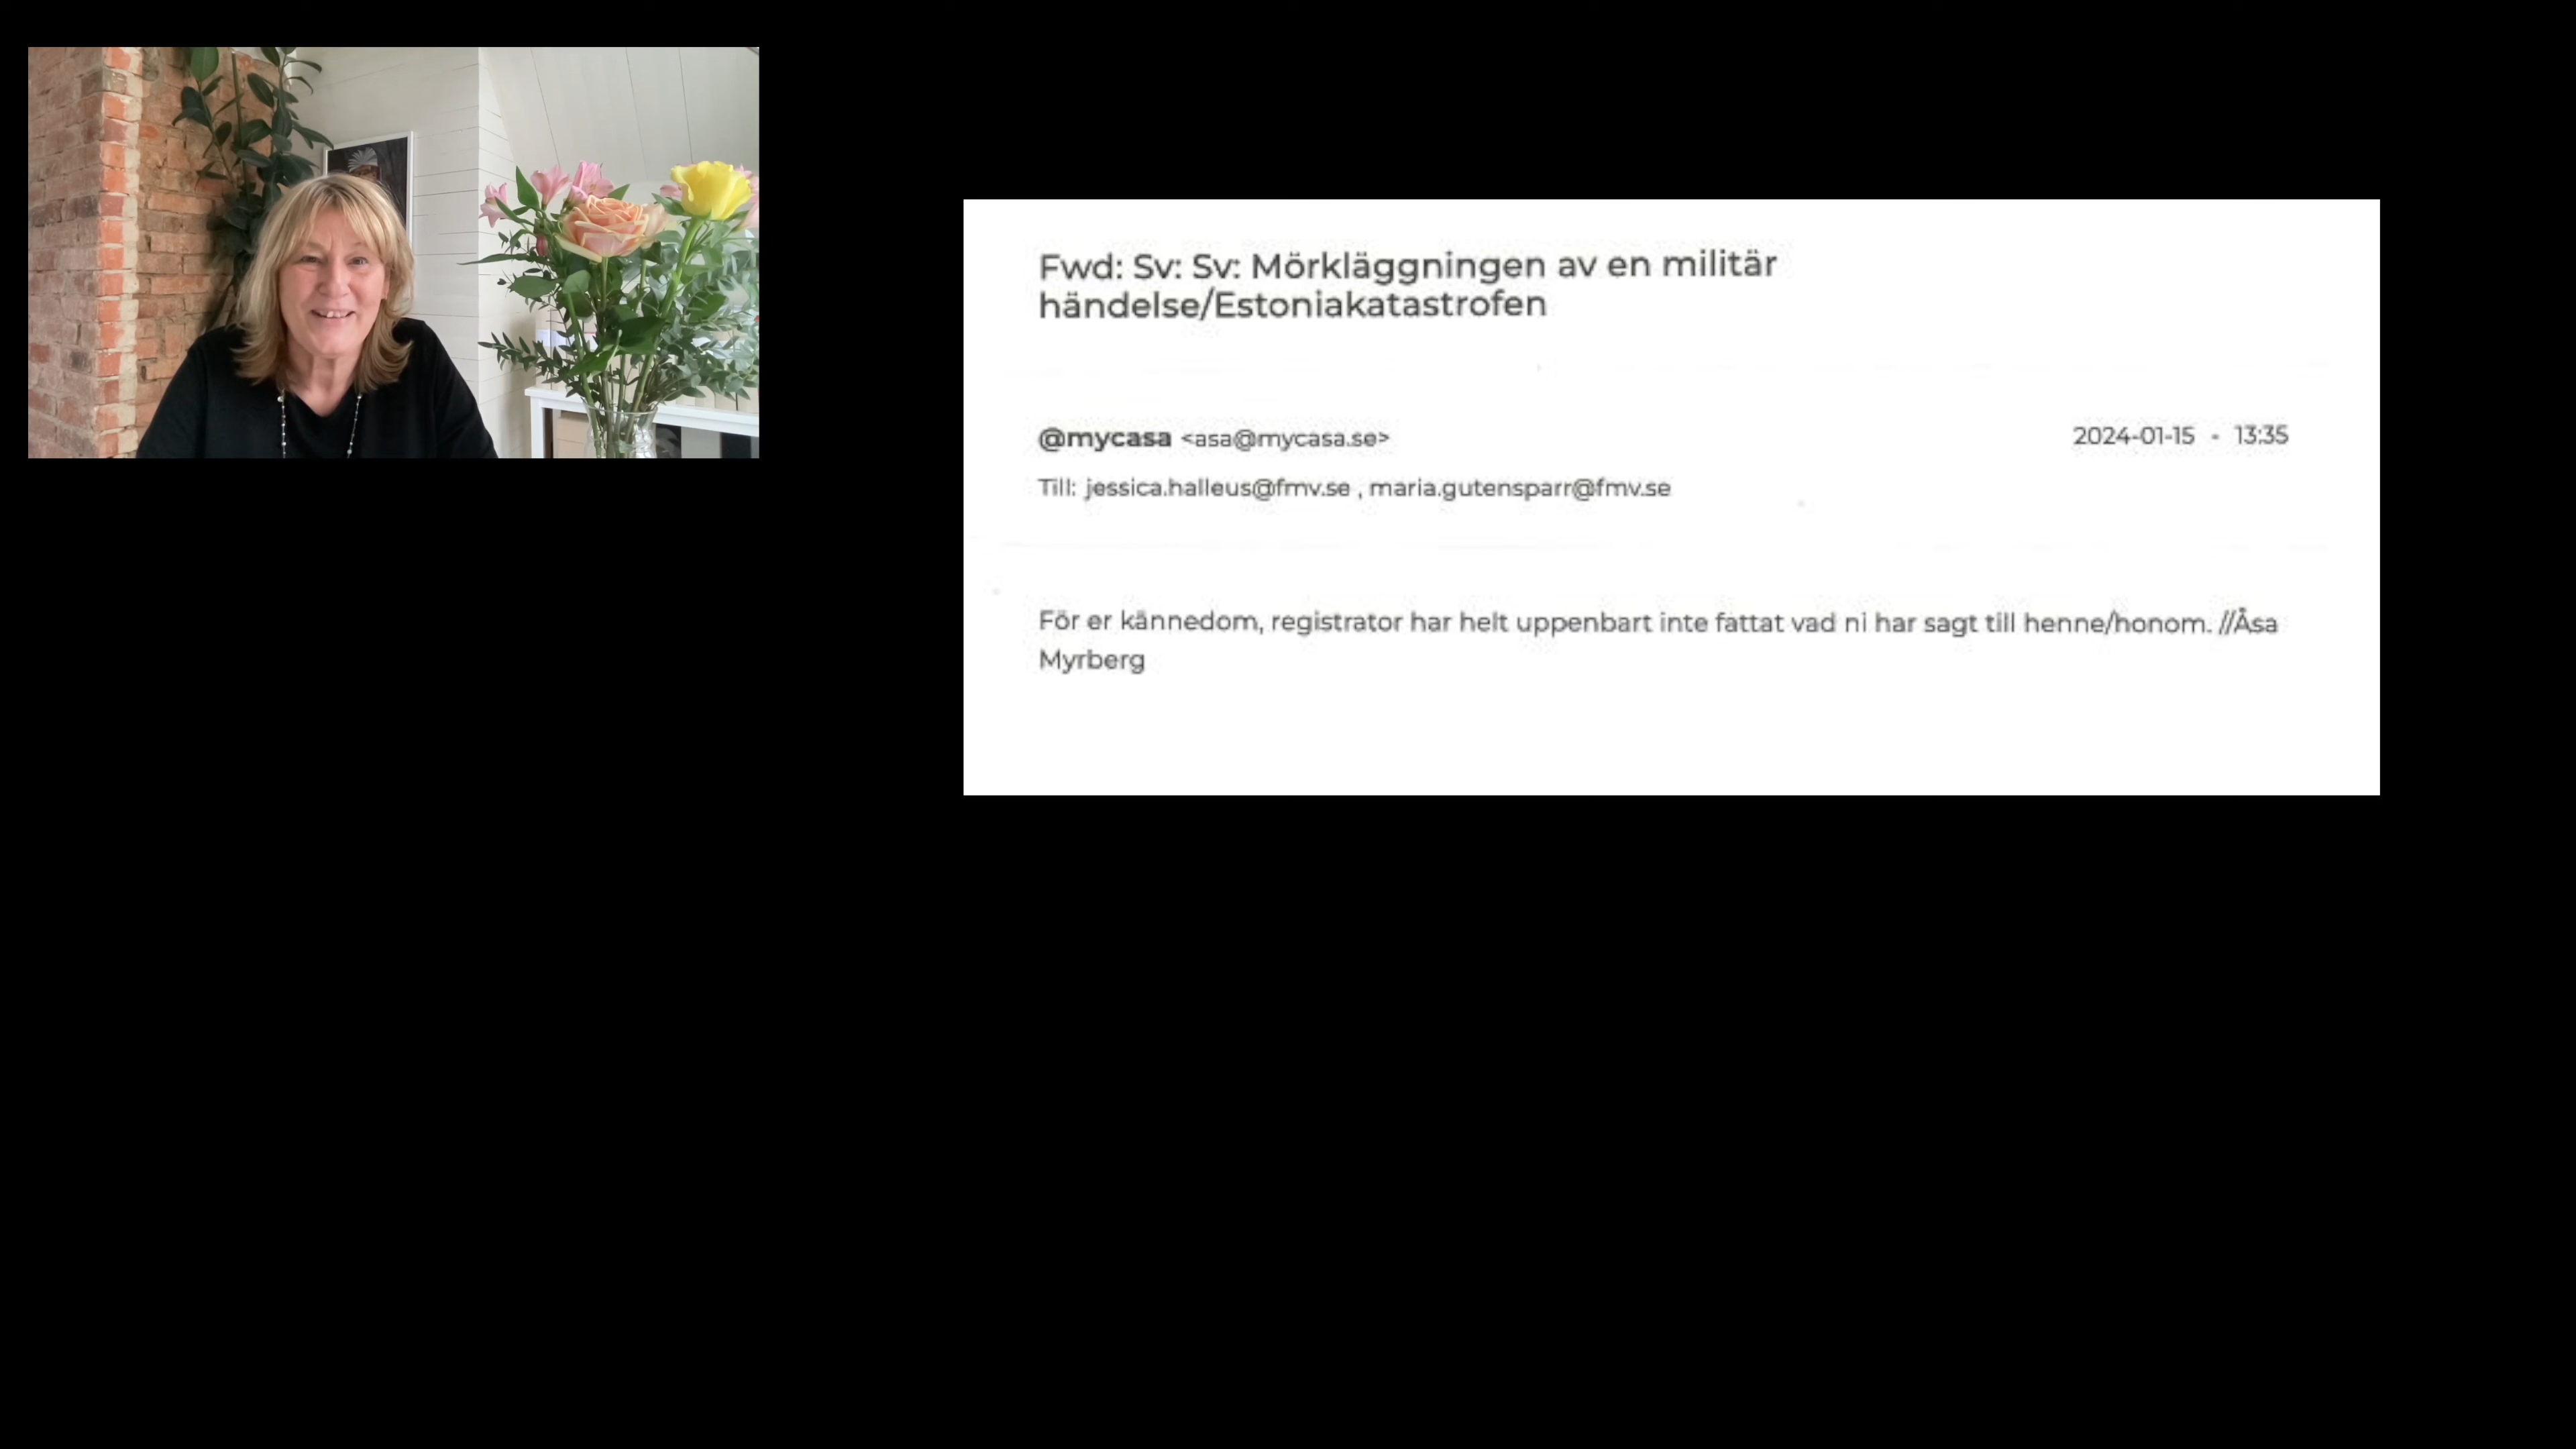 Fwd: Sv: Sv: Mörkläggningen av en militär
händelse/Estoniakatastrofen
@mycasa <asa@mycasa.se>
2024-01-15 - 13:35
Till: jessica.halleus@fmv.se , maria.gutensparr@fmv.se
För er kännedom, registrator har helt uppenbart inte fattat vad ni har sagt till henne/honom. //Åsa
Myrberg